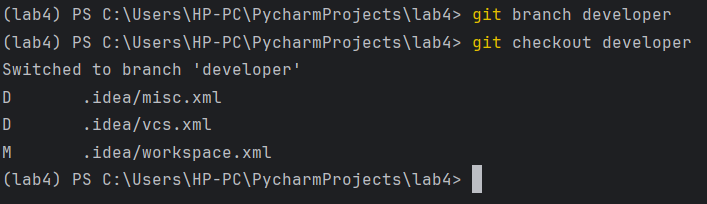 (lab4) PS C:\Users\HP-PC\PycharmProjects\lab4> git branch developer
(lab4) PS C:\Users\HP-PC\PycharmProjects\lab4> git checkout developer
Switched to branch 'developer'
D       .idea/misc.xml
D       .idea/vcs.xml
M       .idea/workspace.xml
(lab4) PS C:\Users\HP-PC\PycharmProjects\lab4>